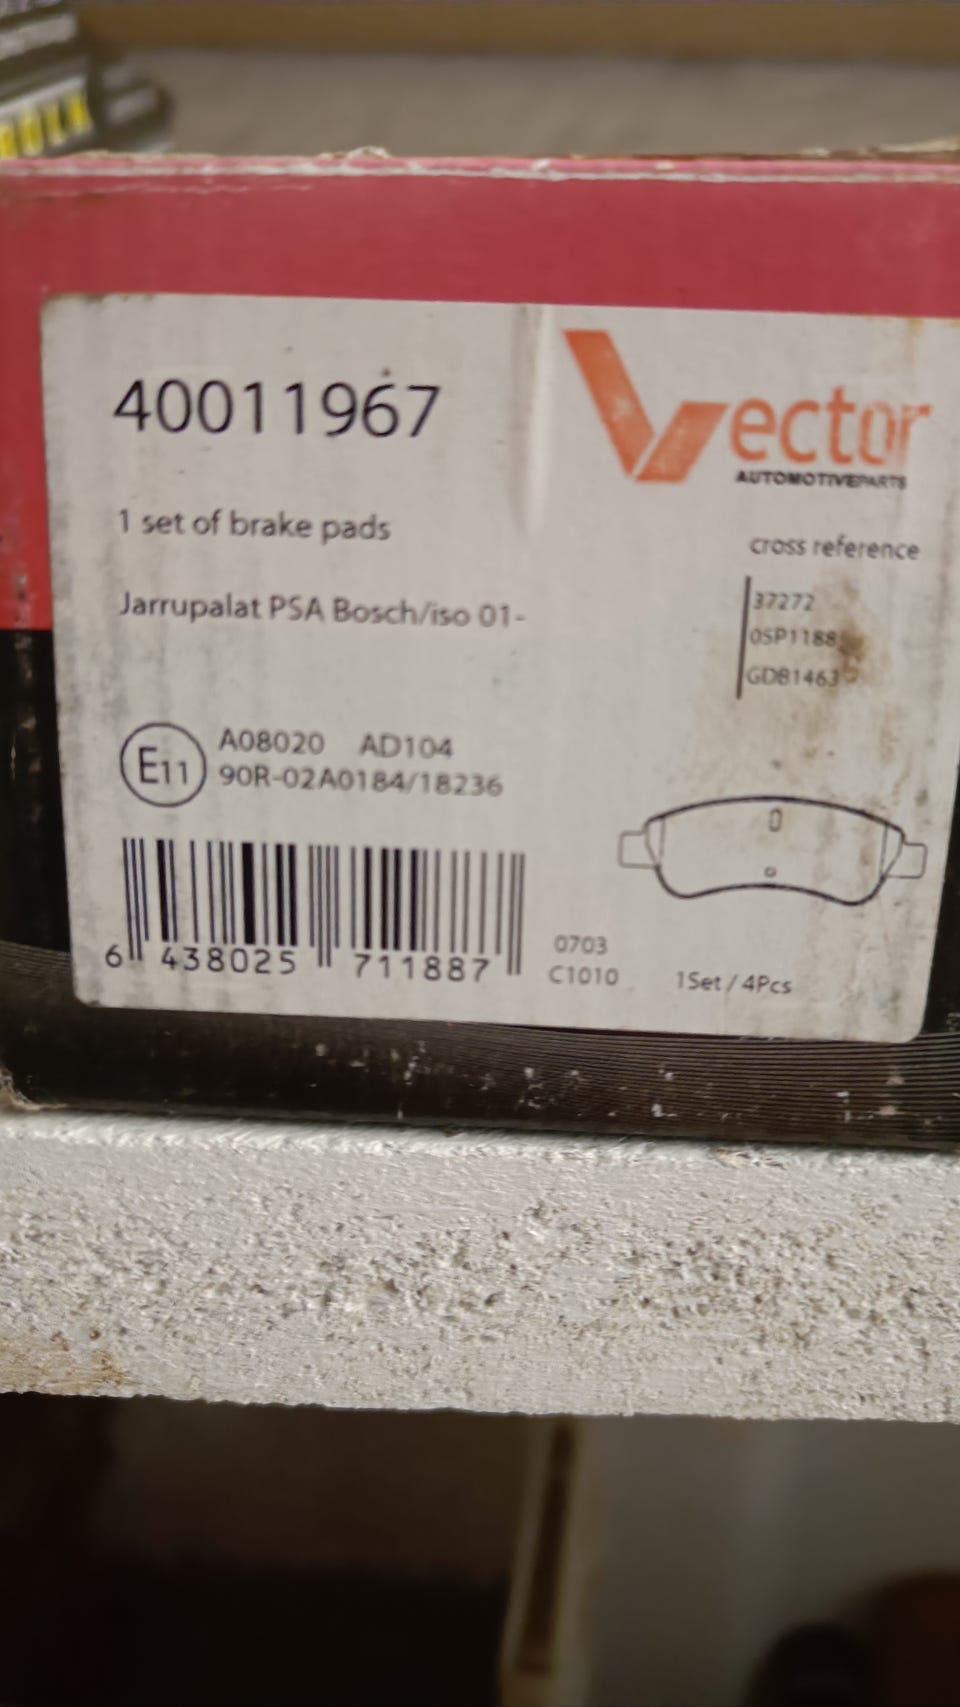 40011967
Vector
AUTOMOTIVEPARTS
1 set of brake pads
cross reference
Jarrupalat PSA Bosch/iso 01-
37272
05P1188
GDB1463
E11
A08020 AD104
90R-02A0184/18236
6 438025 711887
0703
C1010
1Set / 4Pcs